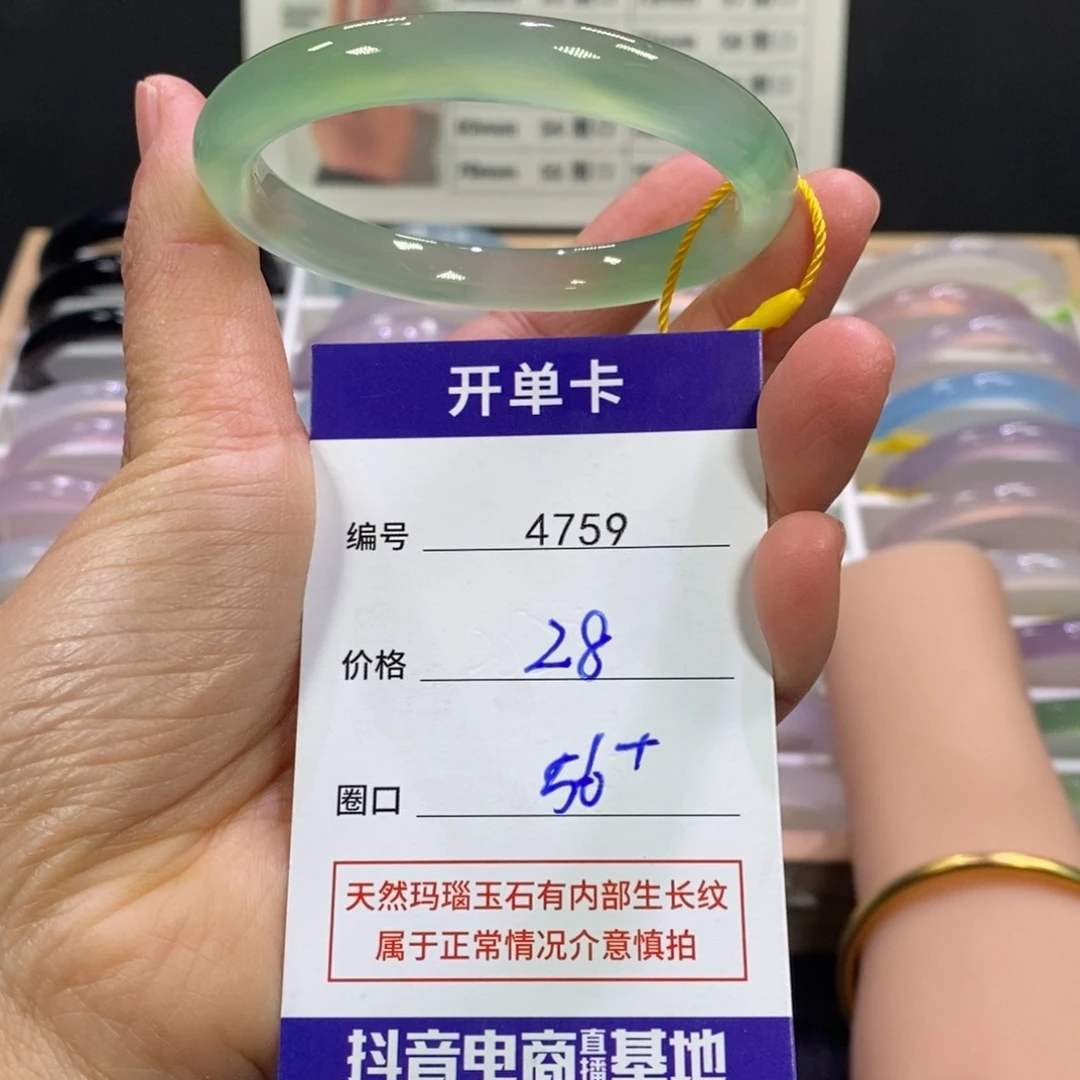 开单卡
编号 4759
价格 28
圈口 56+
天然玛瑙玉石有内部生长纹
属于正常情况介意慎拍
抖音电商直播基地